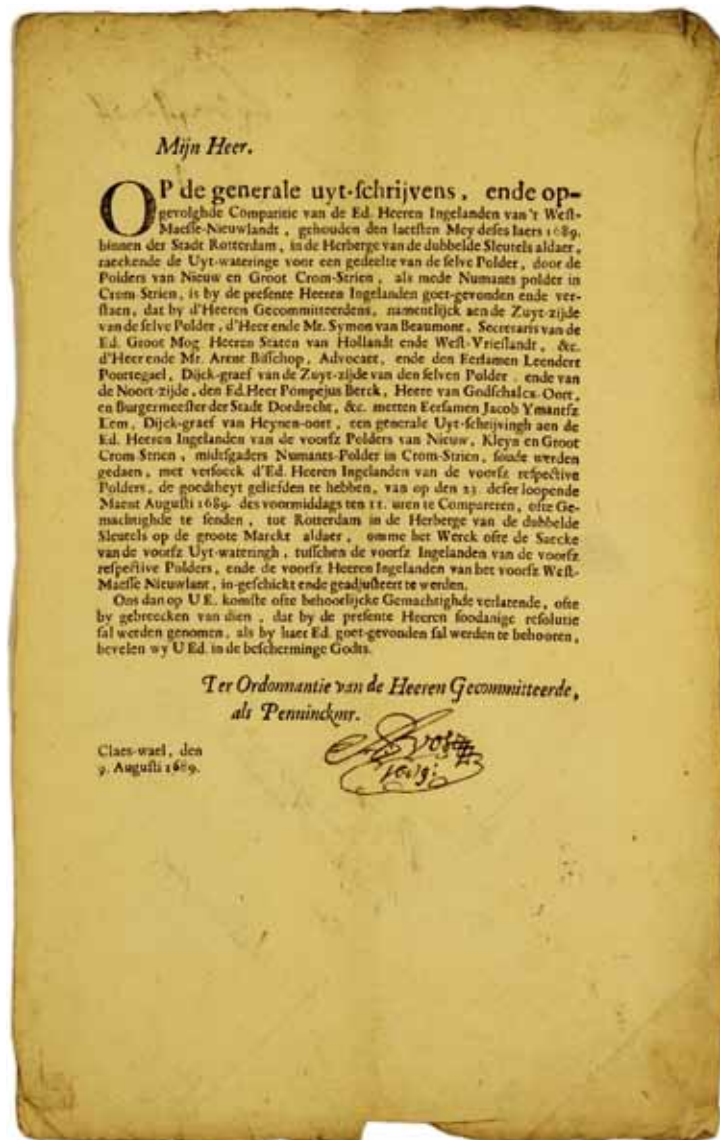 Mijn Heer.
OP de generale uyt-schrijvens, ende op-
gevolghde Comparitie van de Ed. Heeren Ingelanden van 't West-
Maesse-Nieuwlandt, gehouden den laetsten Mey deses Iaers 1689.
binnen der Stadt Rotterdam, in de Herberge van de dubbelde Sleutels aldaer,
raeckende de Uyt-wateringe voor een gedeelte van de selve Polder, door de
Polders van Nieuw en Groot Crom-Strien, als mede Numants polder in
Crom Strien, is by de presente Heeren Ingelanden goet-gevonden ende ver-
staen, dat by d'Heeren Gecommitteerdens, namentlijck aen de Zuyt-zijde
van de selve Polder, d'Heer ende Mr. Symon van Beaumont, Secretaris van de
Ed. Groot Mog Heeren Staten van Hollandt ende West-Vrieslandt, &c.
d'Heer ende Mr. Arent Bisschop, Advocaet, ende den Eersamen Leendert
Poortegael, Dijck-graef van de Zuyt-zijde van den selven Polder, ende van
de Noort-zijde, den Ed. Heer Pompejus Berck, Heere van Godschalcx-Oort,
en Burgermeester der Stadt Dordrecht, &c. metten Eersamen Jacob Ymantsz
Lem, Dijck-graef van Heynen-oort, een generale Uyt-schrijvingh aen de
Ed. Heeren Ingelanden van de voorsz Polders van Nieuw, Kleyn en Groot
Crom Strien, midtsgaders Numants-Polder in Crom-Strien, soude werden
gedaen, met versoeck d'Ed. Heeren Ingelanden van de voorsz respective
Polders, de goedtheyt geliefden te hebben, van op den 23 deser loopende
Maent Augusti 1689. des voormiddags ten 11. uren te Compareren, ofte Ge-
machtighde te senden, tot Rotterdam in de Herberge van de dubbelde
Sleutels op de groote Marckt aldaer, omme het Werck ofte de Saecke
van de voorsz Uyt-wateringh, tusschen de voorsz Ingelanden van de voorsz
respective Polders, ende de voorsz Heeren Ingelanden van het voorsz West-
Maesse Nieuwlant, in-geschickt ende geadjusteert te werden.
Ons dan op U E. komste ofte behoorlijcke Gemachtighde verlatende, ofte
by gebreecken van dien, dat by de presente Heeren soodanige resolutie
sal werden genomen, als by haer Ed. goet-gevonden sal werden te behooren,
bevelen wy U Ed. in de bescherminge Godts.
Ter Ordonnantie van de Heeren Gecommitteerde,
als Penninckmr.
Claes-wael, den
9. Augusti 1689.